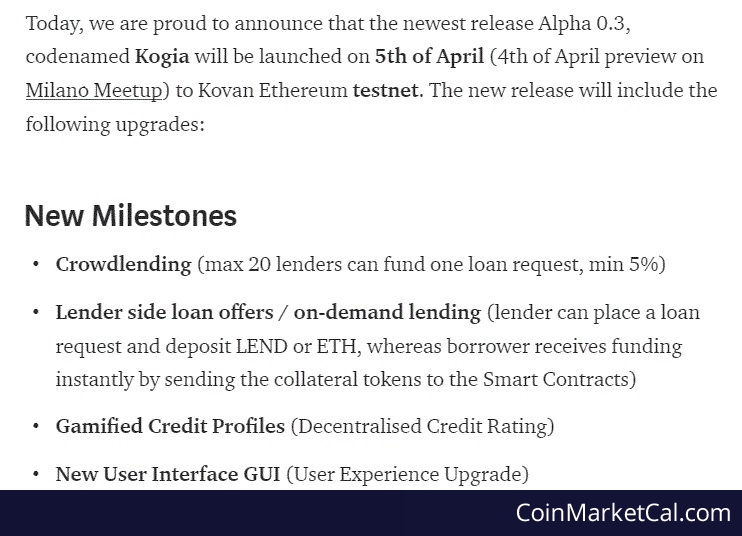 Today, we are proud to announce that the newest release Alpha 0.3,
codenamed Kogia will be launched on 5th of April (4th of April preview on
Milano Meetup) to Kovan Ethereum testnet. The new release will include the
following upgrades:
New Milestones
• Crowdlending (max 20 lenders can fund one loan request, min 5%)
• Lender side loan offers / on-demand lending (lender can place a loan
request and deposit LEND or ETH, whereas borrower receives funding
instantly by sending the collateral tokens to the Smart Contracts)
• Gamified Credit Profiles (Decentralised Credit Rating)
• New User Interface GUI (User Experience Upgrade)
CoinMarketCal.com